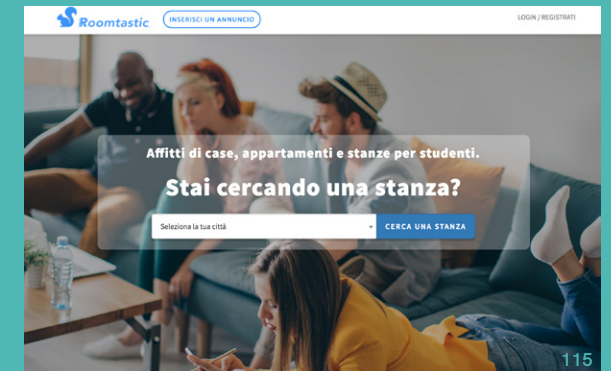 Roomtastic
INSERISCI UN ANNUNCIO
LOGIN / REGISTRATI
Affitti di case, appartamenti e stanze per studenti.
Stai cercando una stanza?
Seleziona la tua città
CERCA UNA STANZA
115